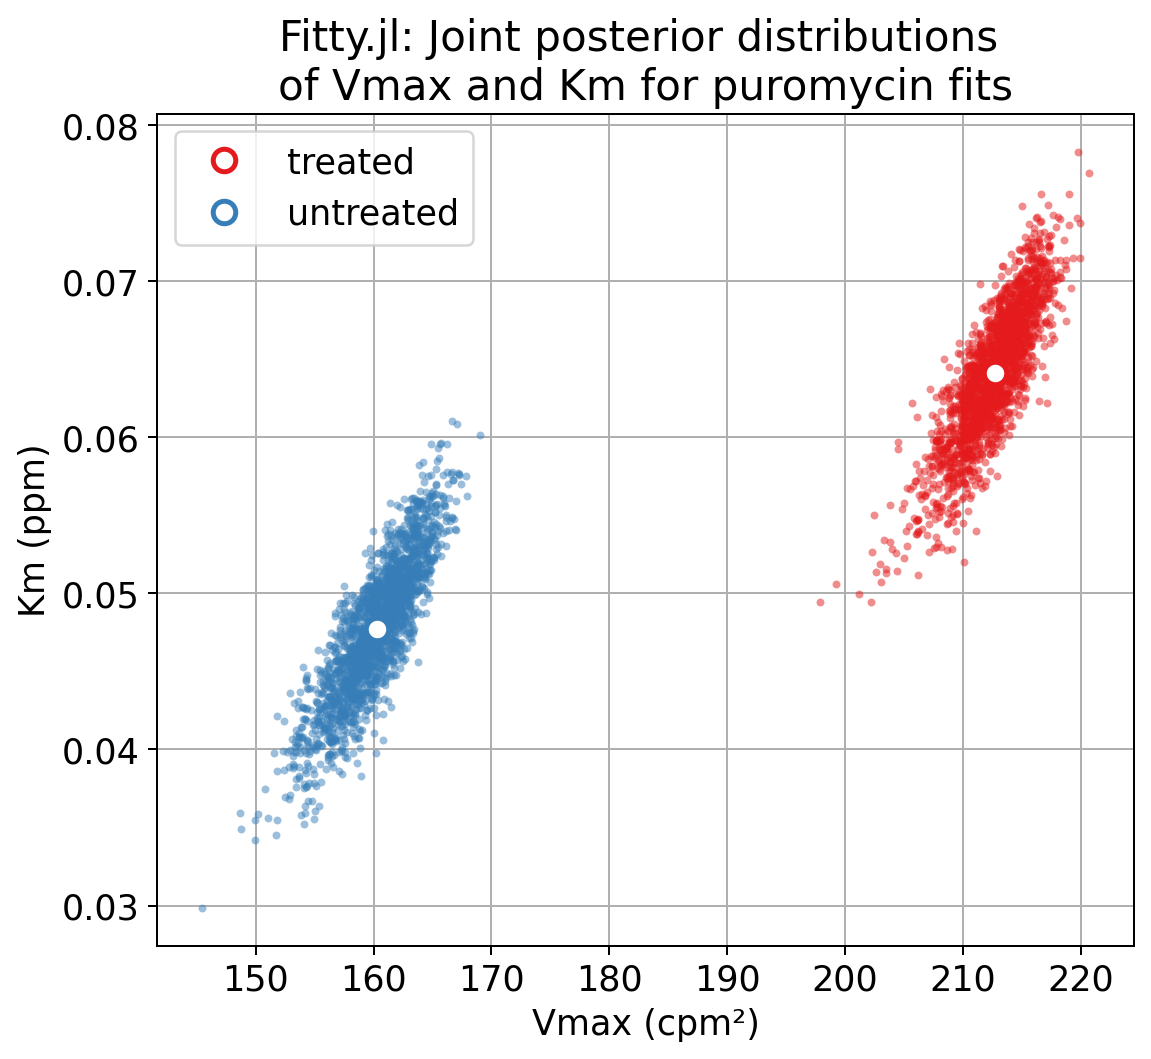 Fitty.jl: Joint posterior distributions
of Vmax and Km for puromycin fits
treated
untreated
0.08
0.07
0.06
0.05
0.04
0.03
Km (ppm)
150 160 170 180 190 200 210 220
Vmax (cpm²)